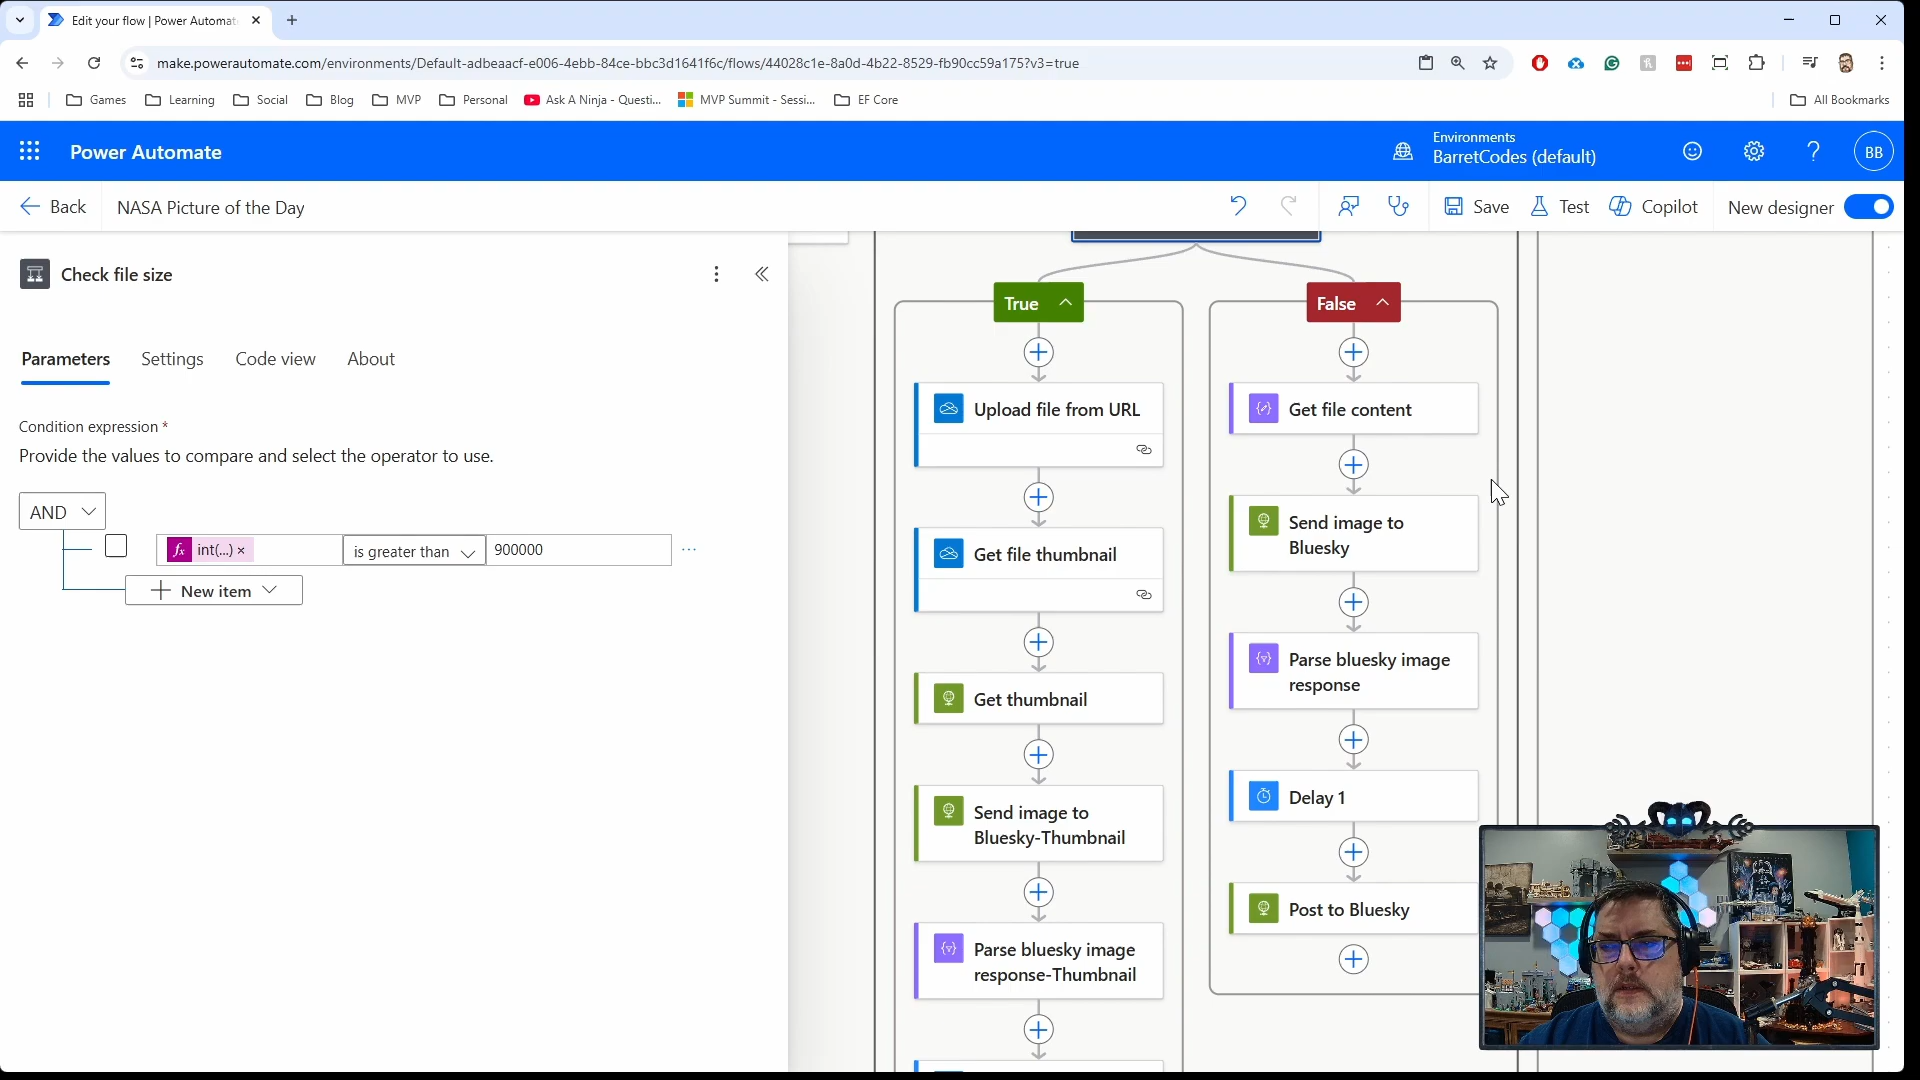 Edit your flow | Power Automat
make.powerautomate.com/environments/Default-adbeaacf-e006-4ebb-84ce-bbc3d1641f6c/flows/44028c1e-8a0d-4b22-8529-fb90cc59a175?v3=true
Games
Learning
Social
Blog
MVP
Personal
Ask A Ninja - Questi...
MVP Summit - Sessi...
EF Core
All Bookmarks
Power Automate
Environments
BarretCodes (default)
BB
Back
NASA Picture of the Day
Save
Test
Copilot
New designer
Check file size
Parameters
Settings
Code view
About
Condition expression *
Provide the values to compare and select the operator to use.
AND
fx int(...) ×
is greater than
900000
...
New item
True
Upload file from URL
Get file thumbnail
Get thumbnail
Send image to
Bluesky-Thumbnail
Parse bluesky image
response-Thumbnail
False
Get file content
Send image to
Bluesky
Parse bluesky image
response
Delay 1
Post to Bluesky